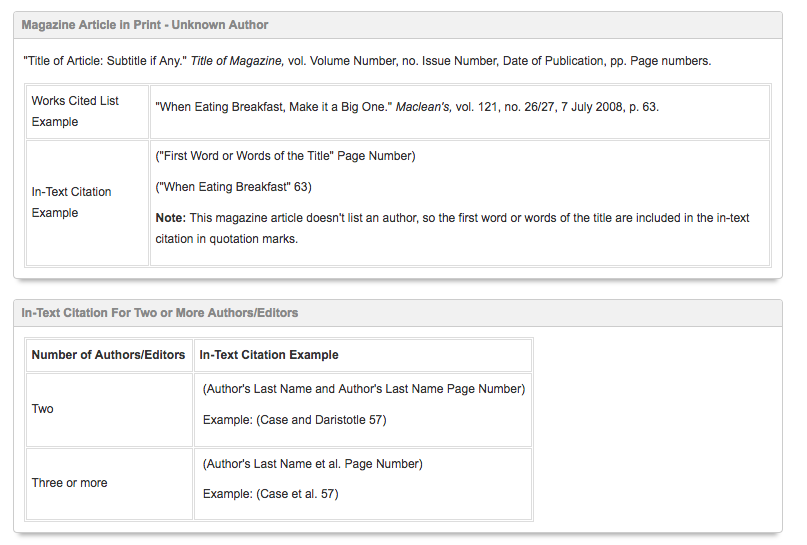 Magazine Article in Print - Unknown Author
"Title of Article: Subtitle if Any." Title of Magazine, vol. Volume Number, no. Issue Number, Date of Publication, pp. Page numbers.
Works Cited List
Example
"When Eating Breakfast, Make it a Big One." Maclean's, vol. 121, no. 26/27, 7 July 2008, p. 63.
In-Text Citation
Example
("First Word or Words of the Title" Page Number)
("When Eating Breakfast" 63)
Note: This magazine article doesn't list an author, so the first word or words of the title are included in the in-text
citation in quotation marks.
In-Text Citation For Two or More Authors/Editors
Number of Authors/Editors
In-Text Citation Example
Two
(Author's Last Name and Author's Last Name Page Number)
Example: (Case and Daristotle 57)
Three or more
(Author's Last Name et al. Page Number)
Example: (Case et al. 57)